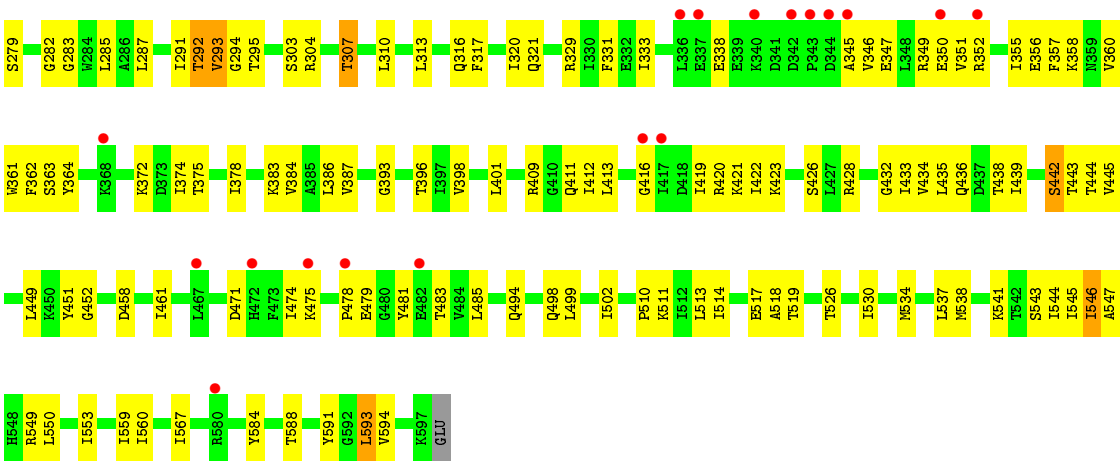 S279 G282 G283 W284 L285 A286 L287 I291 T292 V293 G294 T295 S303 R304 T307 L310 L313 Q316 F317 I320 Q321 R329 I330 F331 E332 I333 L336 E337 E338 E339 K340 D341 D342 P343 D344 A345 V346 E347 L348 R349 E350 V351 R352 I355 E356 F357 K358 N359 V360
W361 F362 S363 Y364 K368 K372 D373 I374 T375 I378 K383 V384 A385 L386 V387 G393 T396 I397 V398 L401 R409 G410 Q411 I412 L413 G416 I417 D418 I419 R420 K421 I422 K423 S426 L427 R428 G432 I433 V434 L435 Q436 D437 T438 I439 S442 T443 T444 V445
L449 K450 Y451 G452 D458 I461 L467 D471 H472 F473 I474 K475 P478 E479 G480 Y481 E482 T483 V484 L485 Q494 Q498 L499 I502 P510 K511 I512 L513 I514 E517 A518 T519 T526 I530 M534 L537 M538 K541 T542 S543 I544 I545 I546 A547
H548 R549 L550 I553 I559 I560 I567 R580 Y584 T588 Y591 G592 L593 V594 K597 GLU